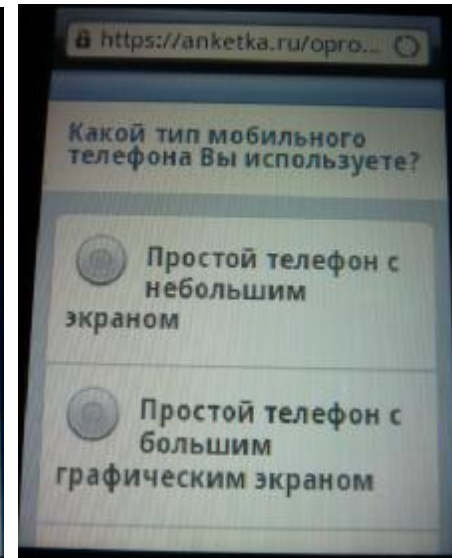 https://anketka.ru/opro...
Какой тип мобильного
телефона Вы используете?
Простой телефон с
небольшим
экраном
Простой телефон с
большим
графическим экраном